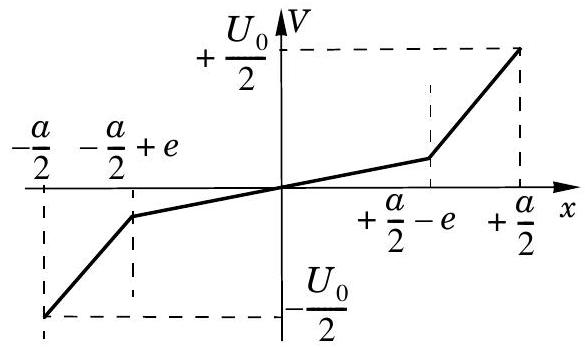 V
+ U₀/2
-a/2
-a/2 + e
+a/2 - e
+a/2
x
-U₀/2